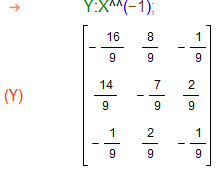 → Y:X^^(−1);
(Y)
− 16/9 8/9 − 1/9
14/9 − 7/9 2/9
− 1/9 2/9 − 1/9